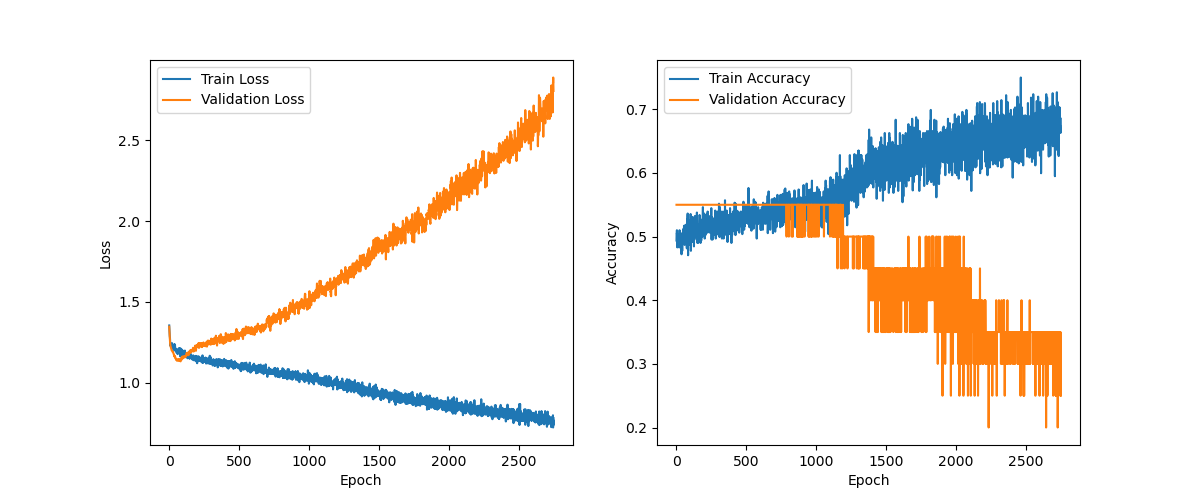 Train Loss
Validation Loss
2.5
2.0
1.5
1.0
Loss
0
500
1000
1500
2000
2500
Epoch
Train Accuracy
Validation Accuracy
0.7
0.6
0.5
0.4
0.3
0.2
Accuracy
0
500
1000
1500
2000
2500
Epoch